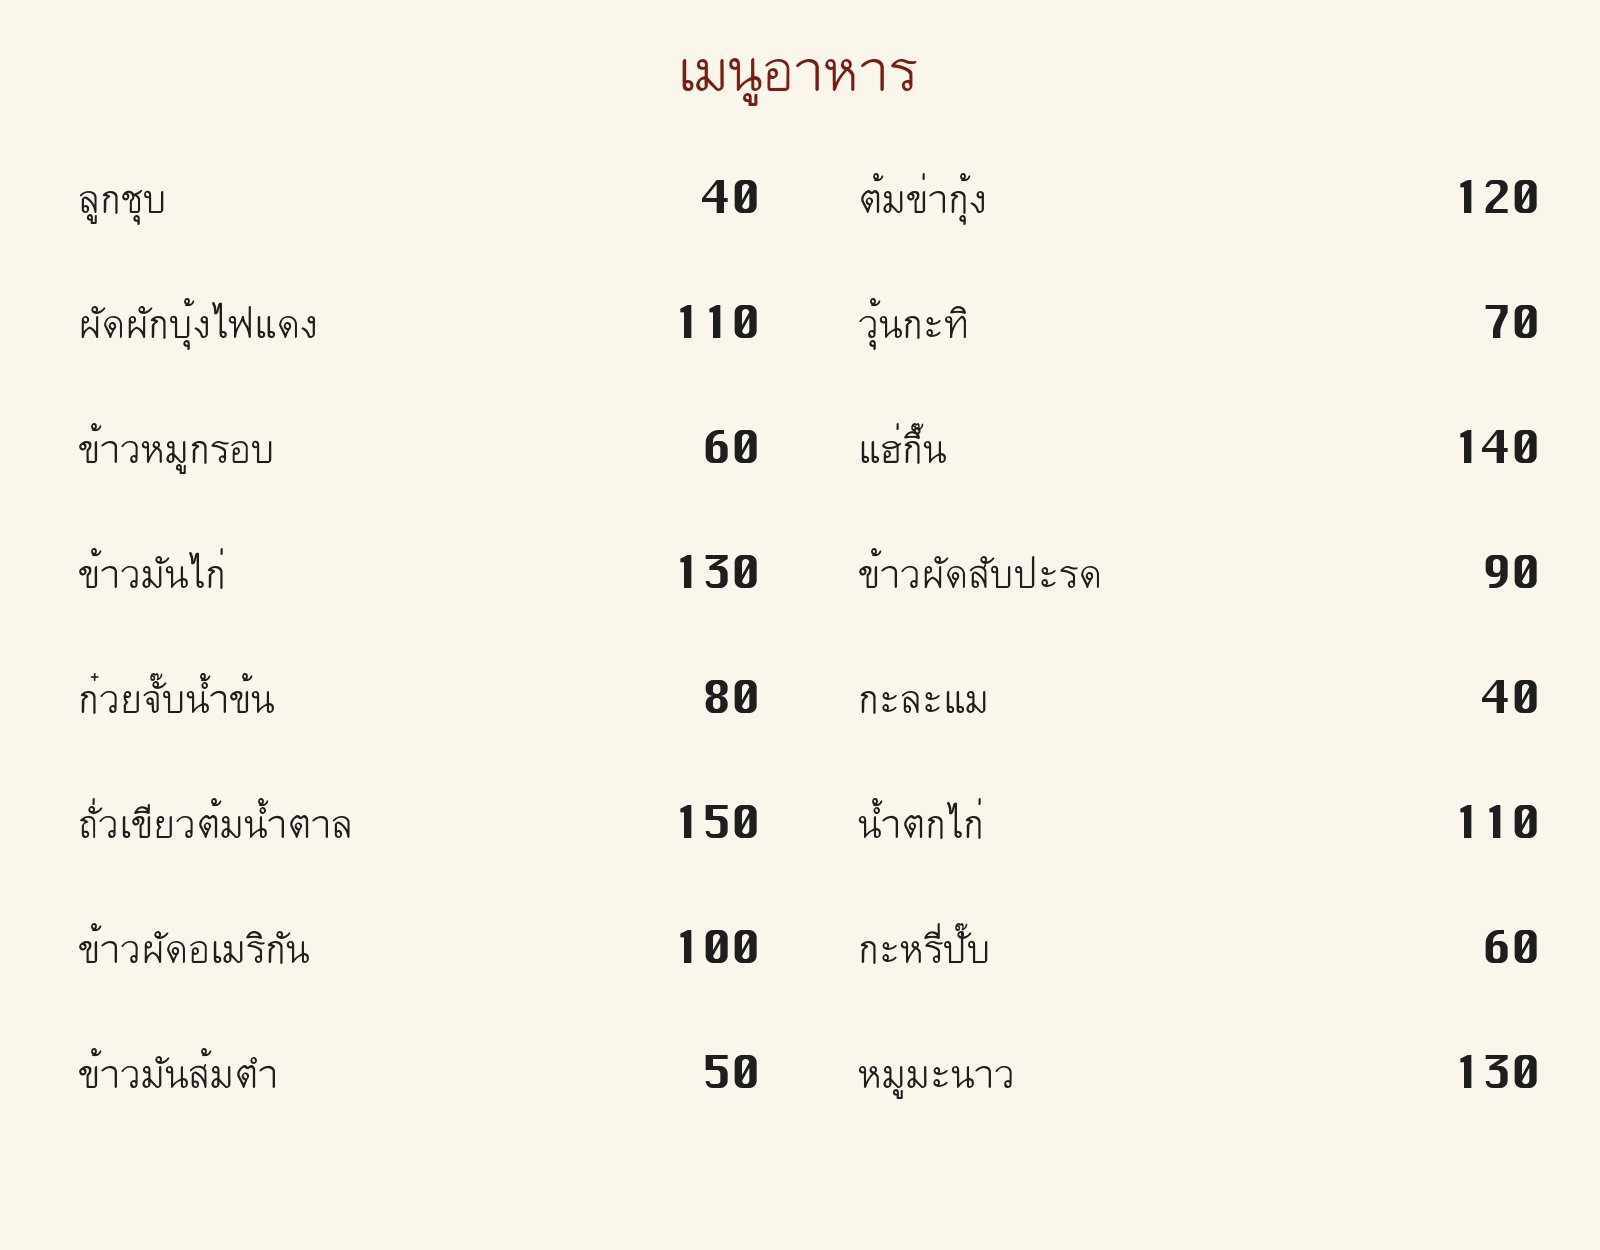 เมนูอาหาร
ลูกชุบ 40
ผัดผักบุ้งไฟแดง 110
ข้าวหมูกรอบ 60
ข้าวมันไก่ 130
ก๋วยจั๊บน้ำข้น 80
ถั่วเขียวต้มน้ำตาล 150
ข้าวผัดอเมริกัน 100
ข้าวมันส้มตำ 50
ต้มข่ากุ้ง 120
วุ้นกะทิ 70
แฮ่กึ๊น 140
ข้าวผัดสับปะรด 90
กะละแม 40
น้ำตกไก่ 110
กะหรี่ปั๊บ 60
หมูมะนาว 130